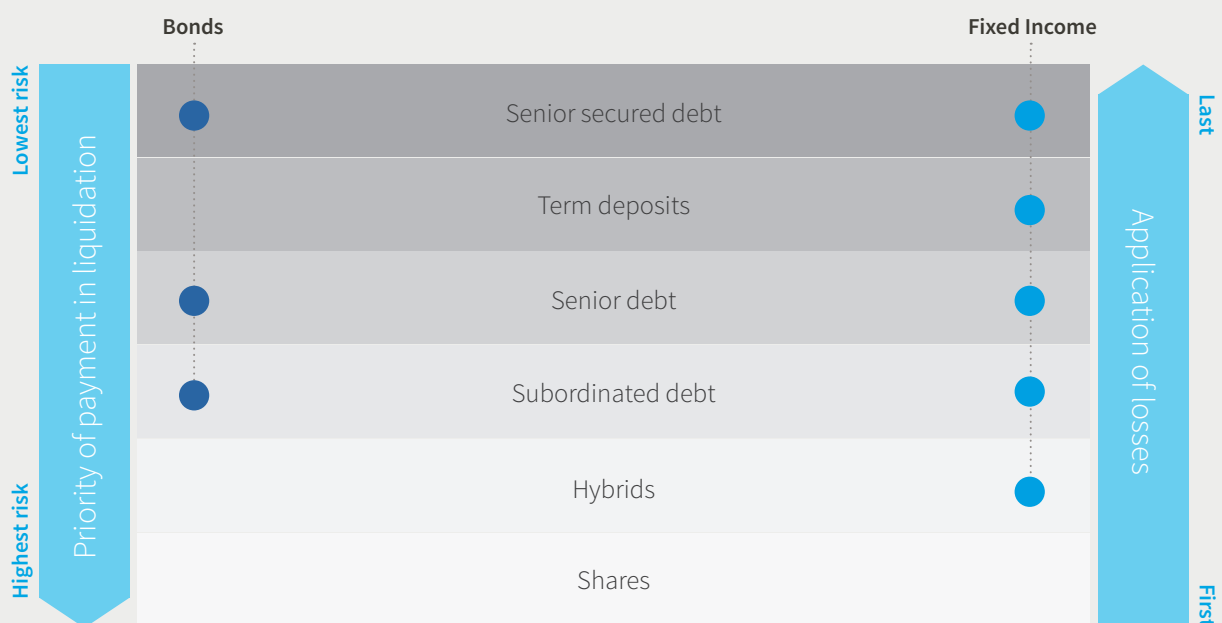 Bonds
Fixed Income
Lowest risk
Priority of payment in liquidation
Highest risk
Senior secured debt
Term deposits
Senior debt
Subordinated debt
Hybrids
Shares
Last
Application of losses
First